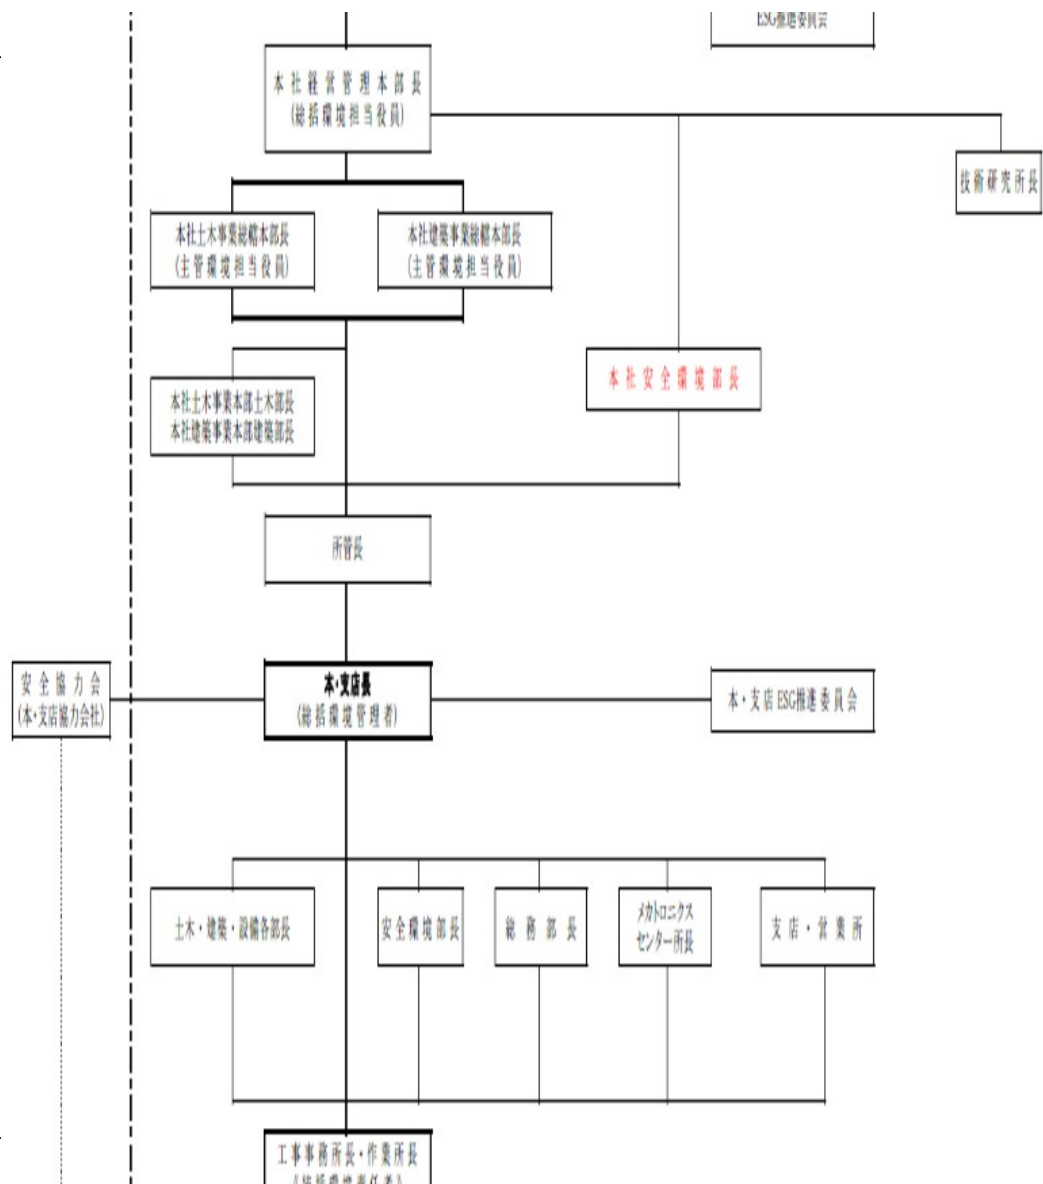 ESG推進委員会
本社経営管理本部長
(総括環境担当役員)
技術研究所長
本社土木事業総轄本部長
(主管環境担当役員)
本社建築事業総轄本部長
(主管環境担当役員)
本社安全環境部長
本社土木事業本部土木部長
本社建築事業本部建築部長
所管長
安全協力会
(本・支店協力会社)
本・支店長
(総括環境管理者)
本・支店ESG推進委員会
土木・建築・設備各部長
安全環境部長
総務部長
メカトロニクス
センター所長
支店・営業所
工事事務所長・作業所長
(統括環境責任者)